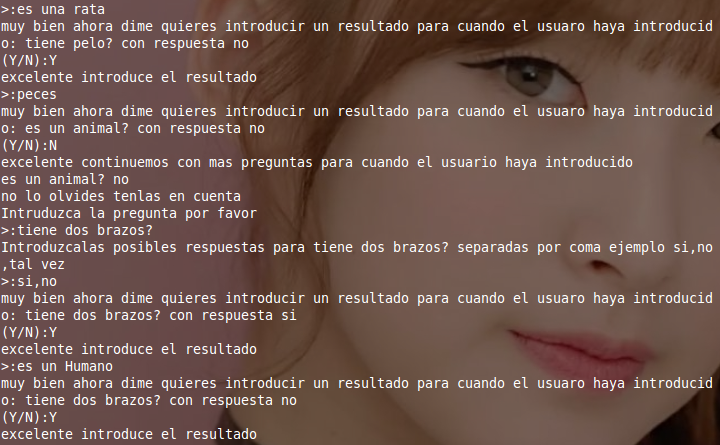 >:es una rata
muy bien ahora dime quieres introducir un resultado para cuando el usuaro haya introducid
o: tiene pelo? con respuesta no
(Y/N):Y
excelente introduce el resultado
>:peces
muy bien ahora dime quieres introducir un resultado para cuando el usuaro haya introducid
o: es un animal? con respuesta no
(Y/N):N
excelente continuemos con mas preguntas para cuando el usuario haya introducido
es un animal? no
no lo olvides tenlas en cuenta
Intruduzca la pregunta por favor
>:tiene dos brazos?
Introduzcalas posibles respuestas para tiene dos brazos? separadas por coma ejemplo si,no
,tal vez
>:si,no
muy bien ahora dime quieres introducir un resultado para cuando el usuaro haya introducid
o: tiene dos brazos? con respuesta si
(Y/N):Y
excelente introduce el resultado
>:es un Humano
muy bien ahora dime quieres introducir un resultado para cuando el usuaro haya introducid
o: tiene dos brazos? con respuesta no
(Y/N):Y
excelente introduce el resultado